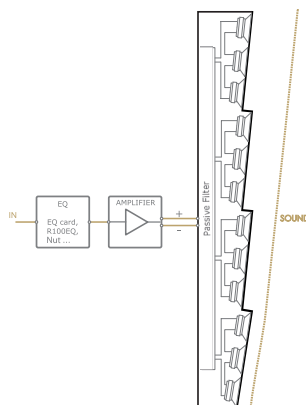 IN
EQ
EQ card,
R100EQ,
Nut ...
AMPLIFIER
+
-
Passive Filter
SOUND